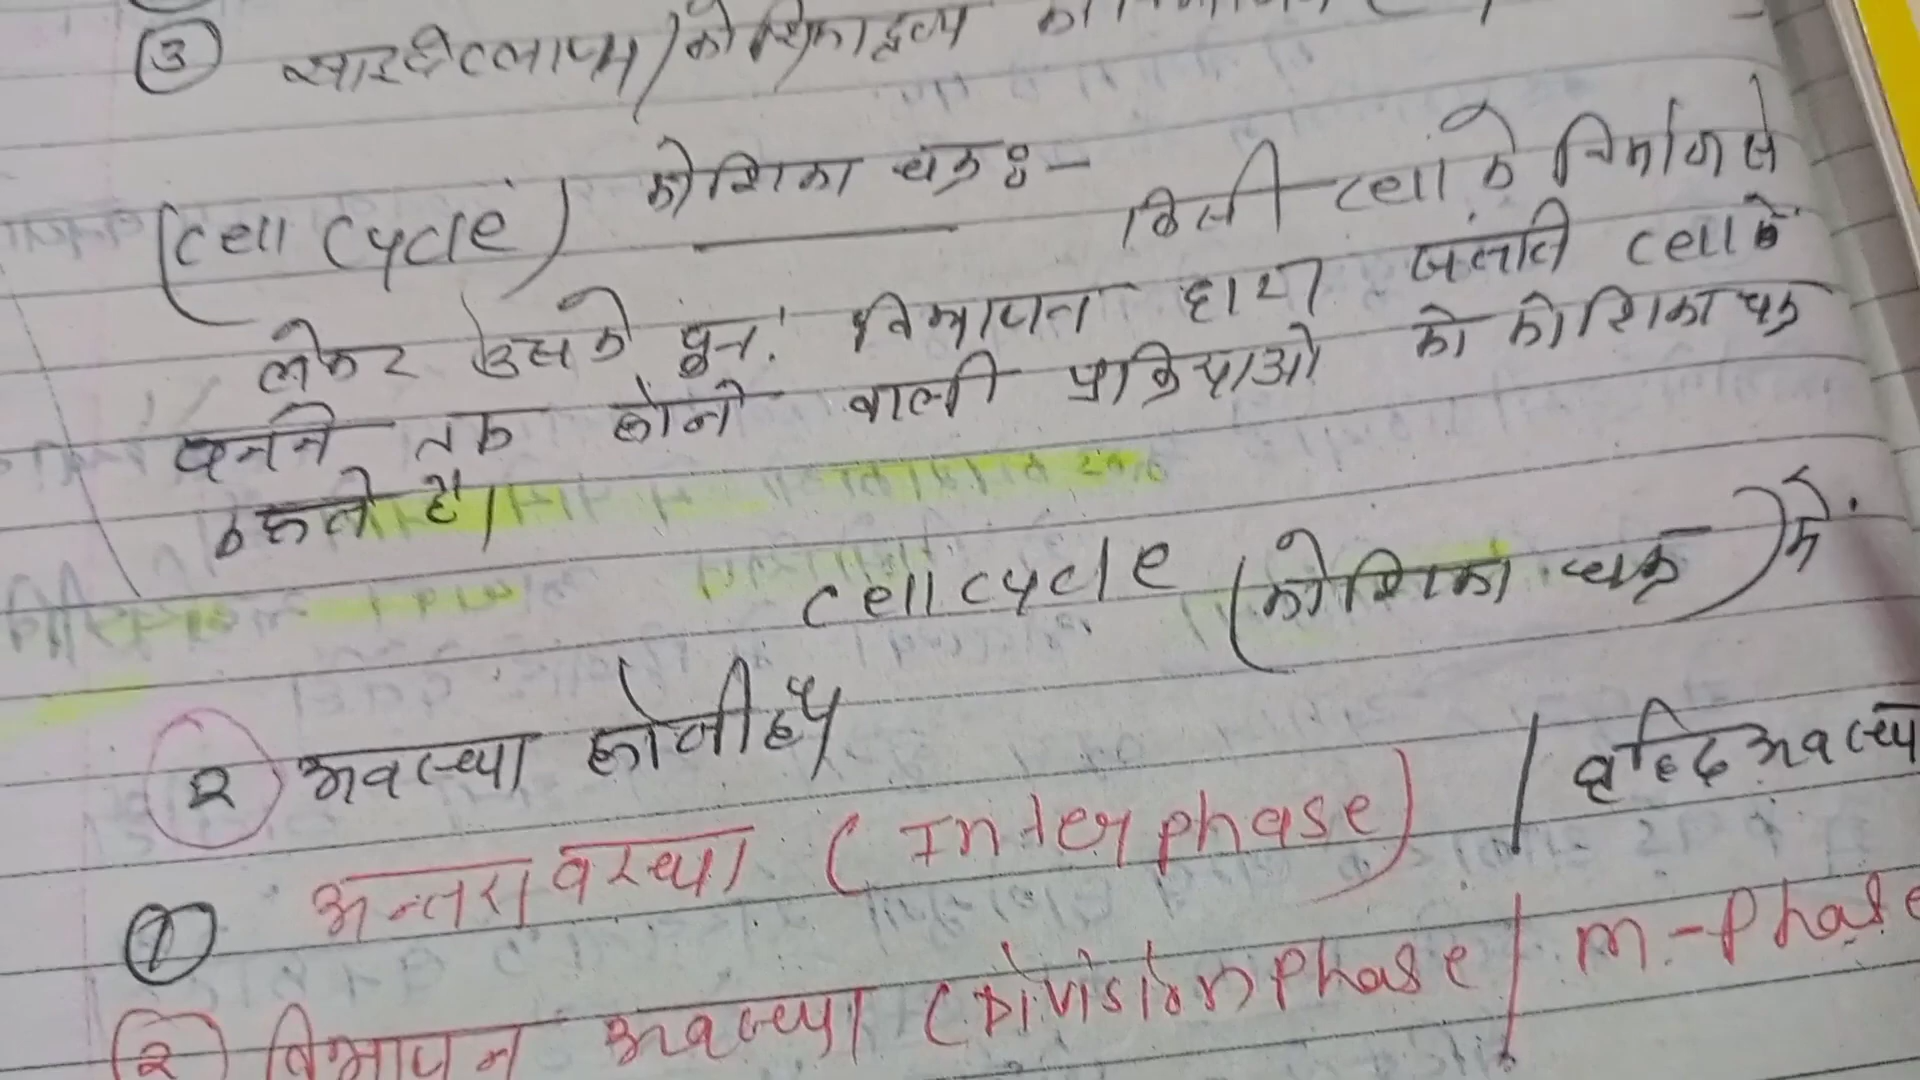 ③ साइटोप्लाज्म/कोशिकाद्रव्य का
(cell cycle) कोशिका चक्र :-
किसी cell के निर्माण से
लेकर उसके पुन: विभाजन द्वारा संतति cell के
बनने तक होने वाली प्रक्रियाओ को कोशिका चक्र
कहते है।
cell cycle (कोशिका चक्र) में
2 अवस्था होती है
① अन्तरावस्था (Interphase) / वृद्धि अवस्था
② विभाजन अवस्था (Division phase / m-phase